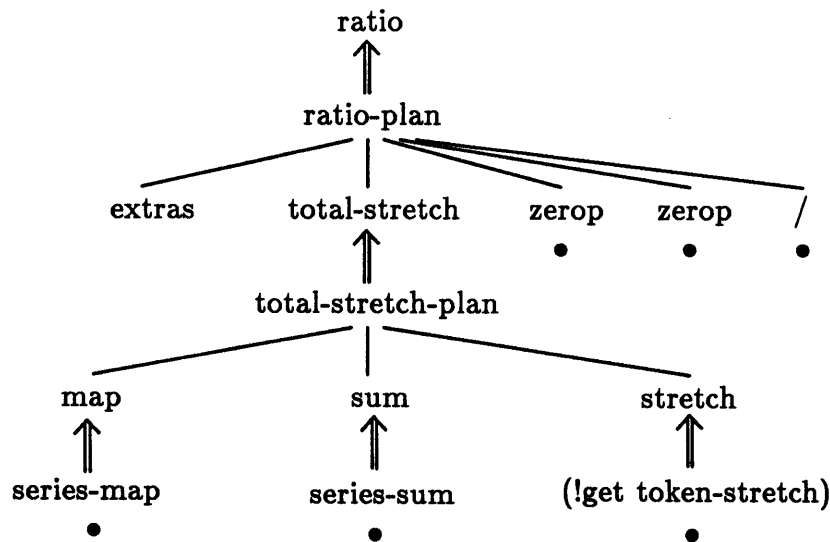 ratio
ratio-plan
extras total-stretch zerop zerop /
total-stretch-plan
map sum stretch
series-map series-sum (!get token-stretch)